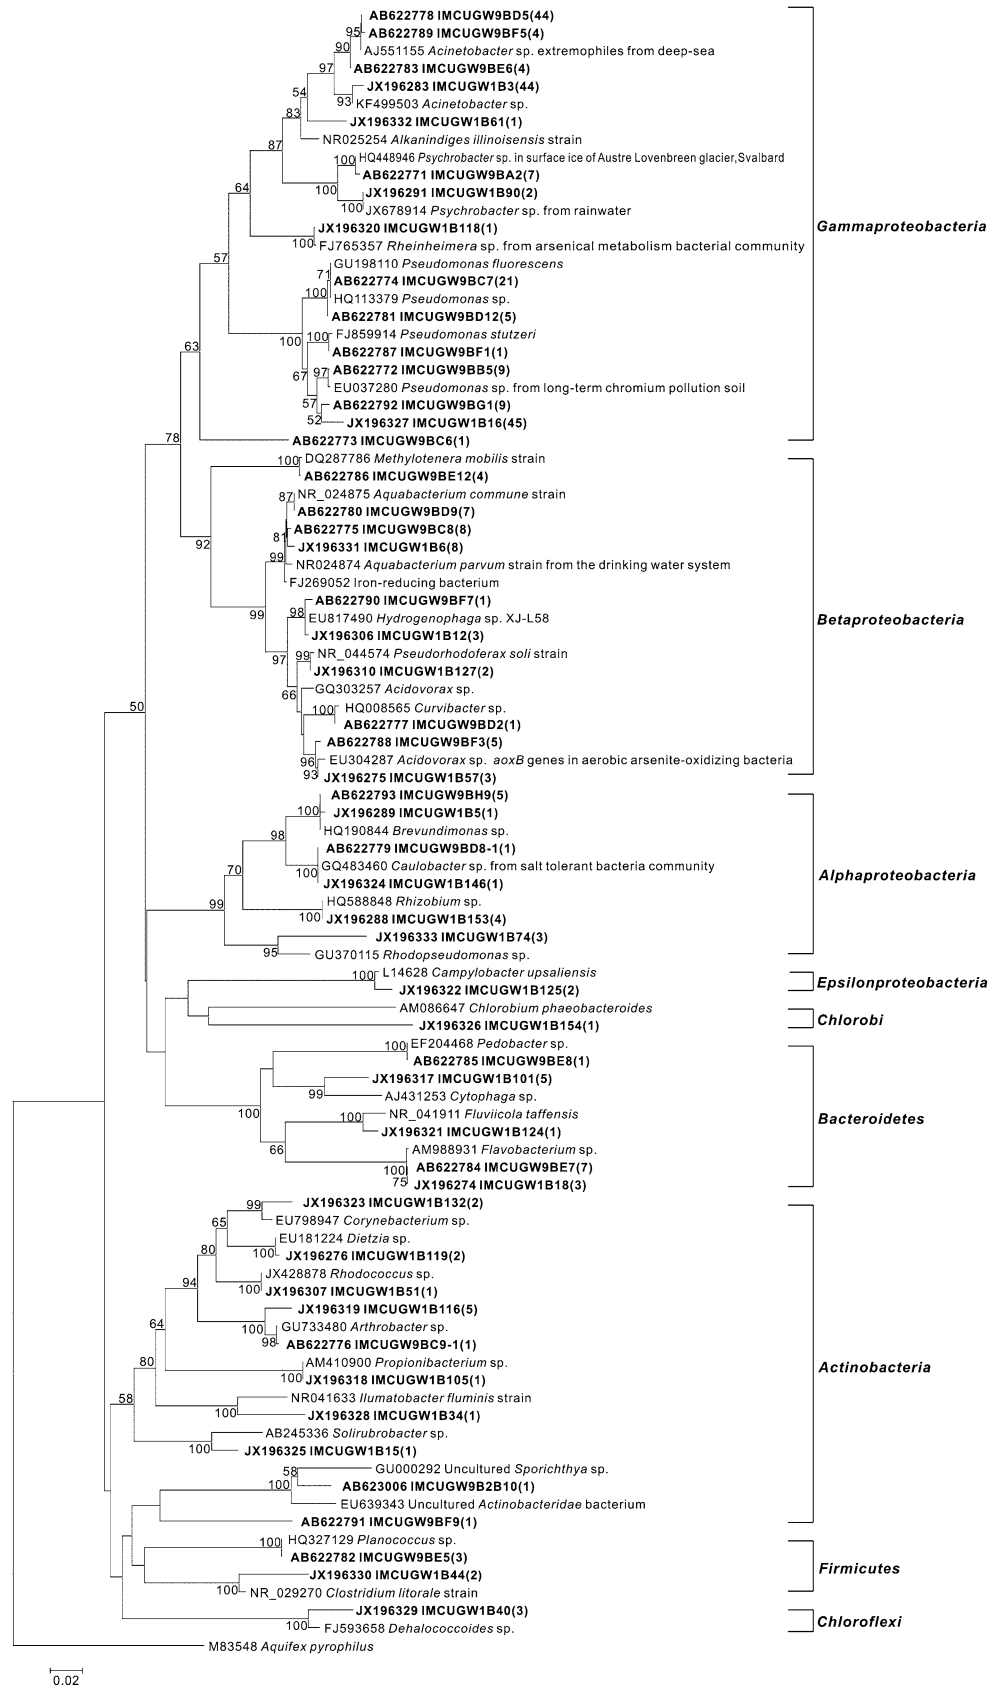 AB622778 IMCUGW9BD5(44)
95 AB622789 IMCUGW9BF5(4)
90 AJ551155 Acinetobacter sp. extremophiles from deep-sea
97 AB622783 IMCUGW9BE6(4)
54 JX196283 IMCUGW1B3(44)
93 KF499503 Acinetobacter sp.
83 JX196332 IMCUGW1B61(1)
NR025254 Alkanindiges illinoisensis strain
87 100 HQ448946 Psychrobacter sp. in surface ice of Austre Lovenbreen glacier,Svalbard
AB622771 IMCUGW9BA2(7)
64 100 JX196291 IMCUGW1B90(2)
100 JX678914 Psychrobacter sp. from rainwater
JX196320 IMCUGW1B118(1)
Gammaproteobacteria
100 FJ765357 Rheinheimera sp. from arsenical metabolism bacterial community
57 GU198110 Pseudomonas fluorescens
71 AB622774 IMCUGW9BC7(21)
100 HQ113379 Pseudomonas sp.
AB622781 IMCUGW9BD12(5)
100 100 FJ859914 Pseudomonas stutzeri
63 AB622787 IMCUGW9BF1(1)
67 97 AB622772 IMCUGW9BB5(9)
EU037280 Pseudomonas sp. from long-term chromium pollution soil
57 AB622792 IMCUGW9BG1(9)
52 JX196327 IMCUGW1B16(45)
78 AB622773 IMCUGW9BC6(1)
100 DQ287786 Methylotenera mobilis strain
AB622786 IMCUGW9BE12(4)
87 NR_024875 Aquabacterium commune strain
AB622780 IMCUGW9BD9(7)
AB622775 IMCUGW9BC8(8)
92 81 JX196331 IMCUGW1B6(8)
99 NR024874 Aquabacterium parvum strain from the drinking water system
FJ269052 Iron-reducing bacterium
AB622790 IMCUGW9BF7(1)
99 98 EU817490 Hydrogenophaga sp. XJ-L58
Betaproteobacteria
JX196306 IMCUGW1B12(3)
97 99 NR_044574 Pseudorhodoferax soli strain
JX196310 IMCUGW1B127(2)
66 GQ303257 Acidovorax sp.
50 100 HQ008565 Curvibacter sp.
AB622777 IMCUGW9BD2(1)
AB622788 IMCUGW9BF3(5)
96 EU304287 Acidovorax sp. aoxB genes in aerobic arsenite-oxidizing bacteria
93 JX196275 IMCUGW1B57(3)
AB622793 IMCUGW9BH9(5)
100 JX196289 IMCUGW1B5(1)
98 HQ190844 Brevundimonas sp.
AB622779 IMCUGW9BD8-1(1)
70 100 GQ483460 Caulobacter sp. from salt tolerant bacteria community
Alphaproteobacteria
JX196324 IMCUGW1B146(1)
99 HQ588848 Rhizobium sp.
100 JX196288 IMCUGW1B153(4)
JX196333 IMCUGW1B74(3)
95 GU370115 Rhodopseudomonas sp.
100 L14628 Campylobacter upsaliensis
Epsilonproteobacteria
JX196322 IMCUGW1B125(2)
AM086647 Chlorobium phaeobacteroides
Chlorobi
JX196326 IMCUGW1B154(1)
100 EF204468 Pedobacter sp.
AB622785 IMCUGW9BE8(1)
JX196317 IMCUGW1B101(5)
99 AJ431253 Cytophaga sp.
100 100 NR_041911 Fluviicola taffensis
Bacteroidetes
JX196321 IMCUGW1B124(1)
66 AM988931 Flavobacterium sp.
100 AB622784 IMCUGW9BE7(7)
75 JX196274 IMCUGW1B18(3)
99 JX196323 IMCUGW1B132(2)
65 EU798947 Corynebacterium sp.
EU181224 Dietzia sp.
80 100 JX196276 IMCUGW1B119(2)
JX428878 Rhodococcus sp.
94 100 JX196307 IMCUGW1B51(1)
JX196319 IMCUGW1B116(5)
64 100 GU733480 Arthrobacter sp.
98 AB622776 IMCUGW9BC9-1(1)
80 AM410900 Propionibacterium sp.
Actinobacteria
100 JX196318 IMCUGW1B105(1)
58 NR041633 Ilumatobacter fluminis strain
100 JX196328 IMCUGW1B34(1)
AB245336 Solirubrobacter sp.
100 JX196325 IMCUGW1B15(1)
58 GU000292 Uncultured Sporichthya sp.
100 AB623006 IMCUGW9B2B10(1)
EU639343 Uncultured Actinobacteridae bacterium
AB622791 IMCUGW9BF9(1)
100 HQ327129 Planococcus sp.
AB622782 IMCUGW9BE5(3)
Firmicutes
JX196330 IMCUGW1B44(2)
100 NR_029270 Clostridium litorale strain
JX196329 IMCUGW1B40(3)
Chloroflexi
100 FJ593658 Dehalococcoides sp.
M83548 Aquifex pyrophilus
0.02